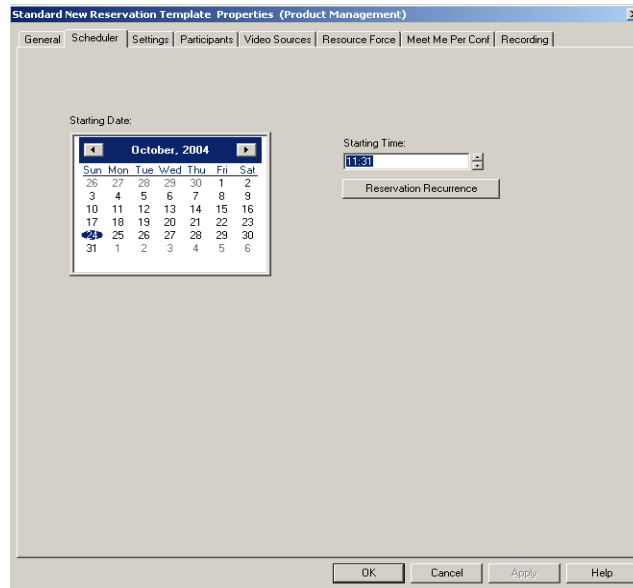 Standard New Reservation Template Properties (Product Management)
General Scheduler Settings Participants Video Sources Resource Force Meet Me Per Conf Recording
Starting Date:
October, 2004
Sun Mon Tue Wed Thu Fri Sat
26 27 28 29 30 1 2
3 4 5 6 7 8 9
10 11 12 13 14 15 16
17 18 19 20 21 22 23
24 25 26 27 28 29 30
31 1 2 3 4 5 6
Starting Time:
11:31
Reservation Recurrence
OK Cancel Apply Help